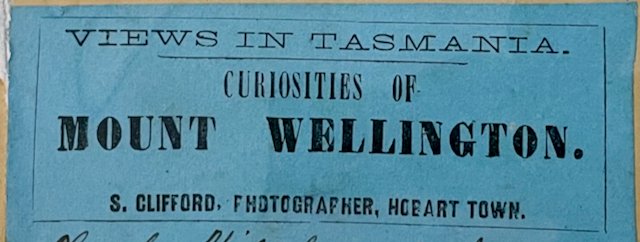 VIEWS IN TASMANIA.
CURIOSITIES OF
MOUNT WELLINGTON.
S. CLIFFORD, PHOTOGRAPHER, HOBART TOWN.